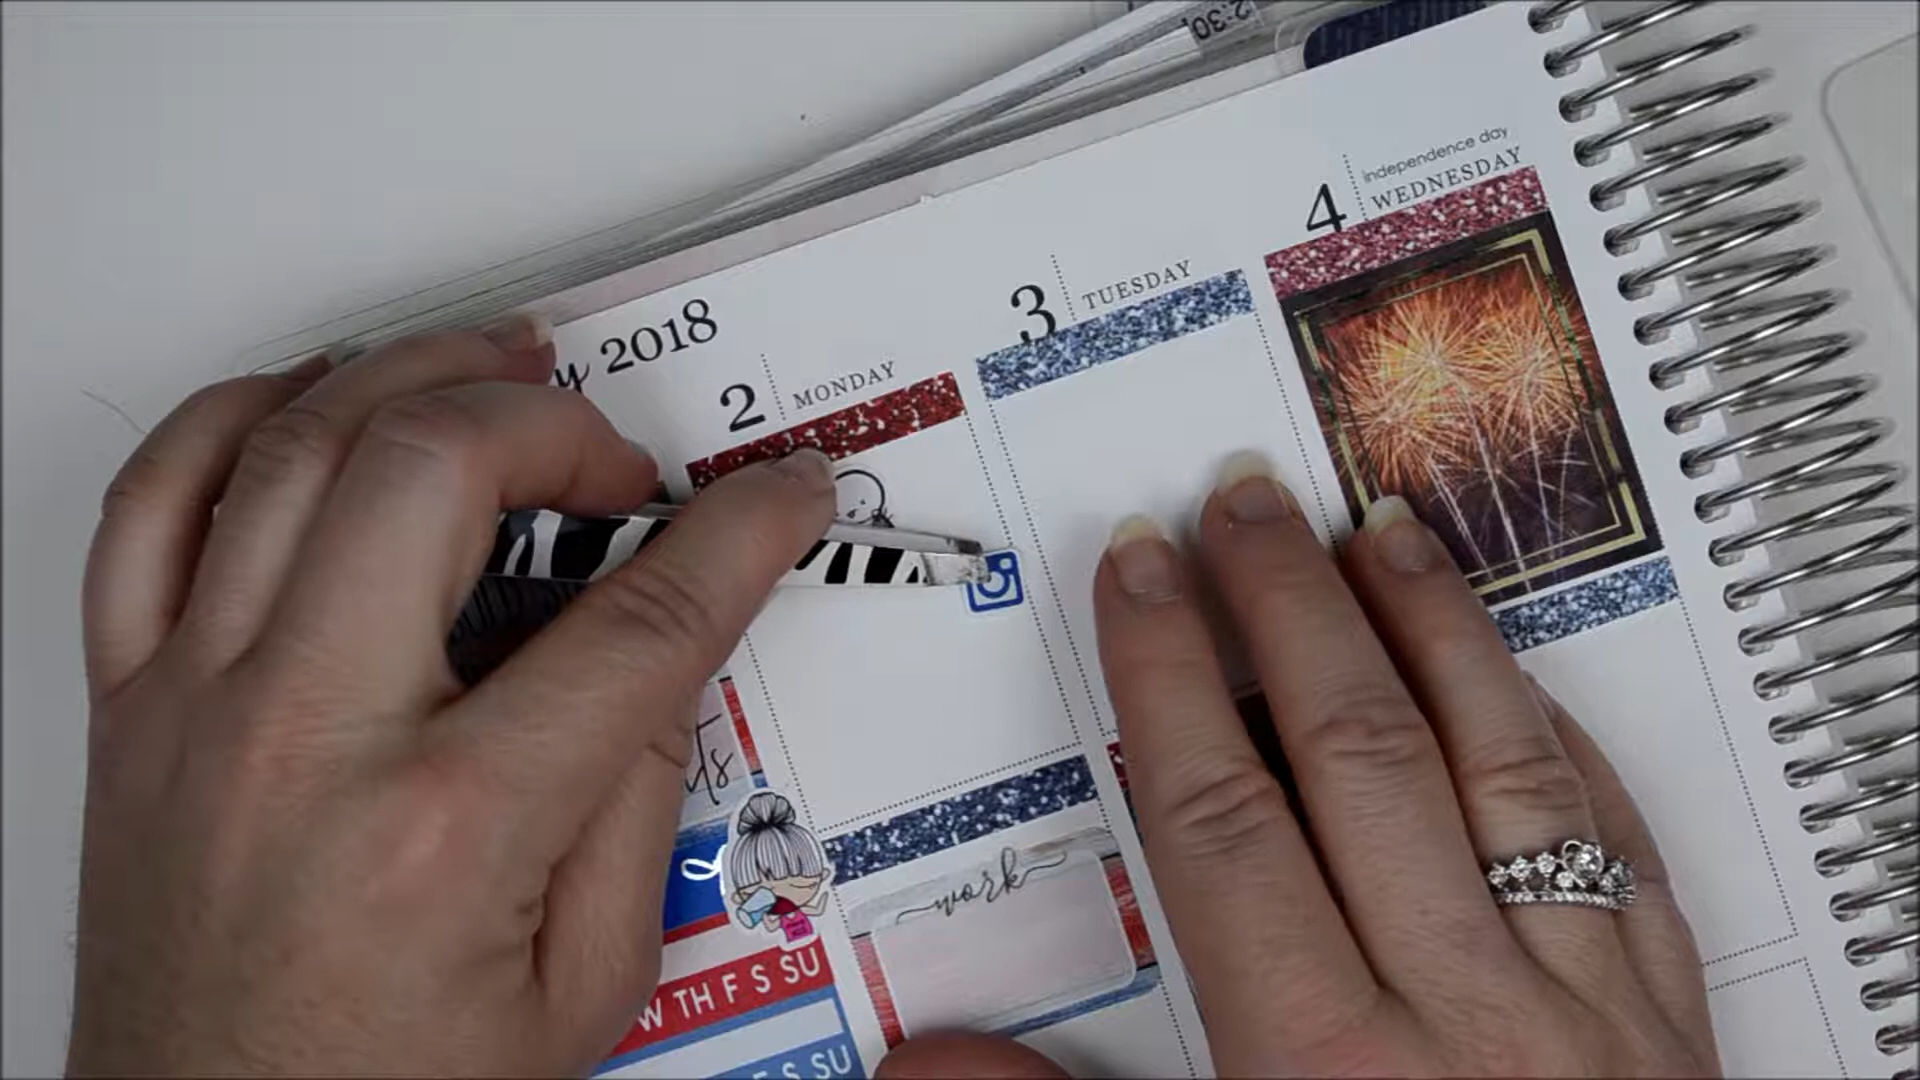 2:30,
independence day
4 WEDNESDAY
3 TUESDAY
y 2018
2 MONDAY
work
W TH F S SU
F S SU